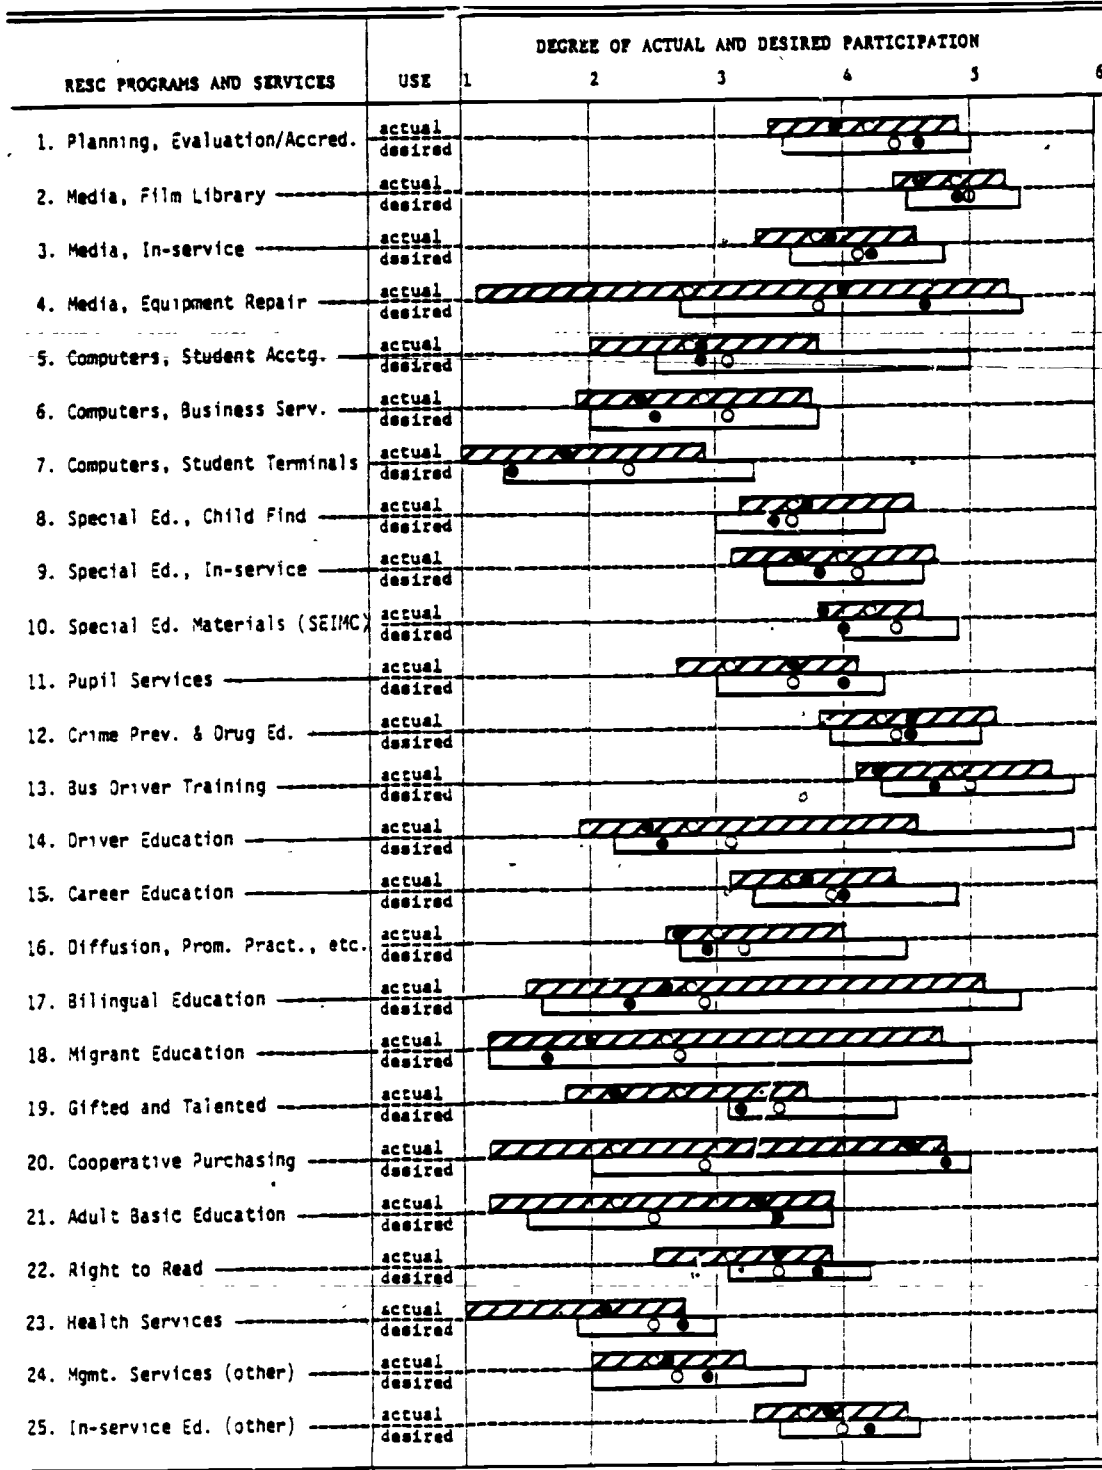 DEGREE OF ACTUAL AND DESIRED PARTICIPATION
RESC PROGRAMS AND SERVICES USE 1 2 3 4 5 6
1. Planning, Evaluation/Accred. actual
desired
2. Media, Film Library actual
desired
3. Media, In-service actual
desired
4. Media, Equipment Repair actual
desired
5. Computers, Student Acctg. actual
desired
6. Computers, Business Serv. actual
desired
7. Computers, Student Terminals actual
desired
8. Special Ed., Child Find actual
desired
9. Special Ed., In-service actual
desired
10. Special Ed. Materials (SEIMC) actual
desired
11. Pupil Services actual
desired
12. Crime Prev. & Drug Ed. actual
desired
13. Bus Driver Training actual
desired
14. Driver Education actual
desired
15. Career Education actual
desired
16. Diffusion, Prom. Pract., etc. actual
desired
17. Bilingual Education actual
desired
18. Migrant Education actual
desired
19. Gifted and Talented actual
desired
20. Cooperative Purchasing actual
desired
21. Adult Basic Education actual
desired
22. Right to Read actual
desired
23. Health Services actual
desired
24. Mgmt. Services (other) actual
desired
25. In-service Ed. (other) actual
desired